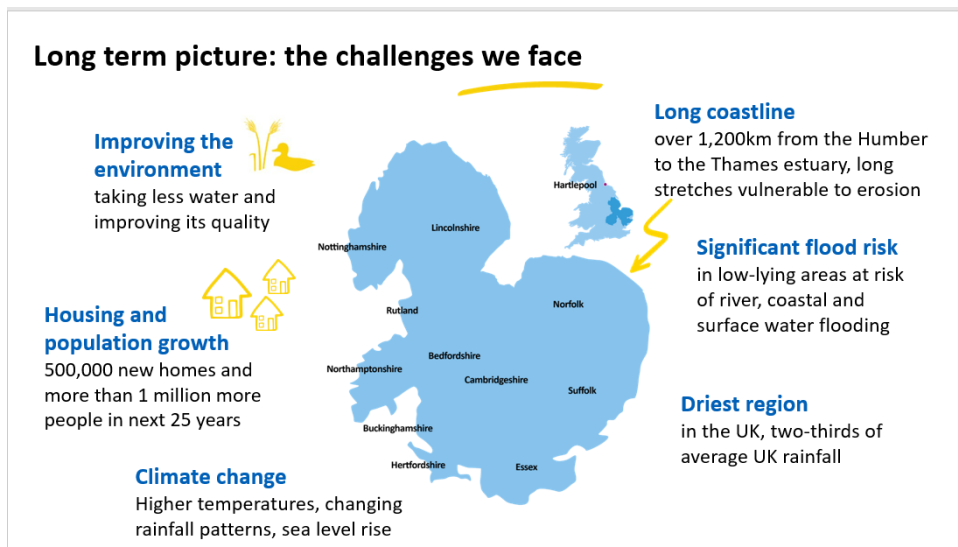 Long term picture: the challenges we face
Improving the
environment
taking less water and
improving its quality
Housing and
population growth
500,000 new homes and
more than 1 million more
people in next 25 years
Climate change
Higher temperatures, changing
rainfall patterns, sea level rise
Nottinghamshire
Lincolnshire
Rutland
Norfolk
Northamptonshire
Bedfordshire
Cambridgeshire
Suffolk
Buckinghamshire
Hertfordshire
Essex
Hartlepool
Long coastline
over 1,200km from the Humber
to the Thames estuary, long
stretches vulnerable to erosion
Significant flood risk
in low-lying areas at risk
of river, coastal and
surface water flooding
Driest region
in the UK, two-thirds of
average UK rainfall